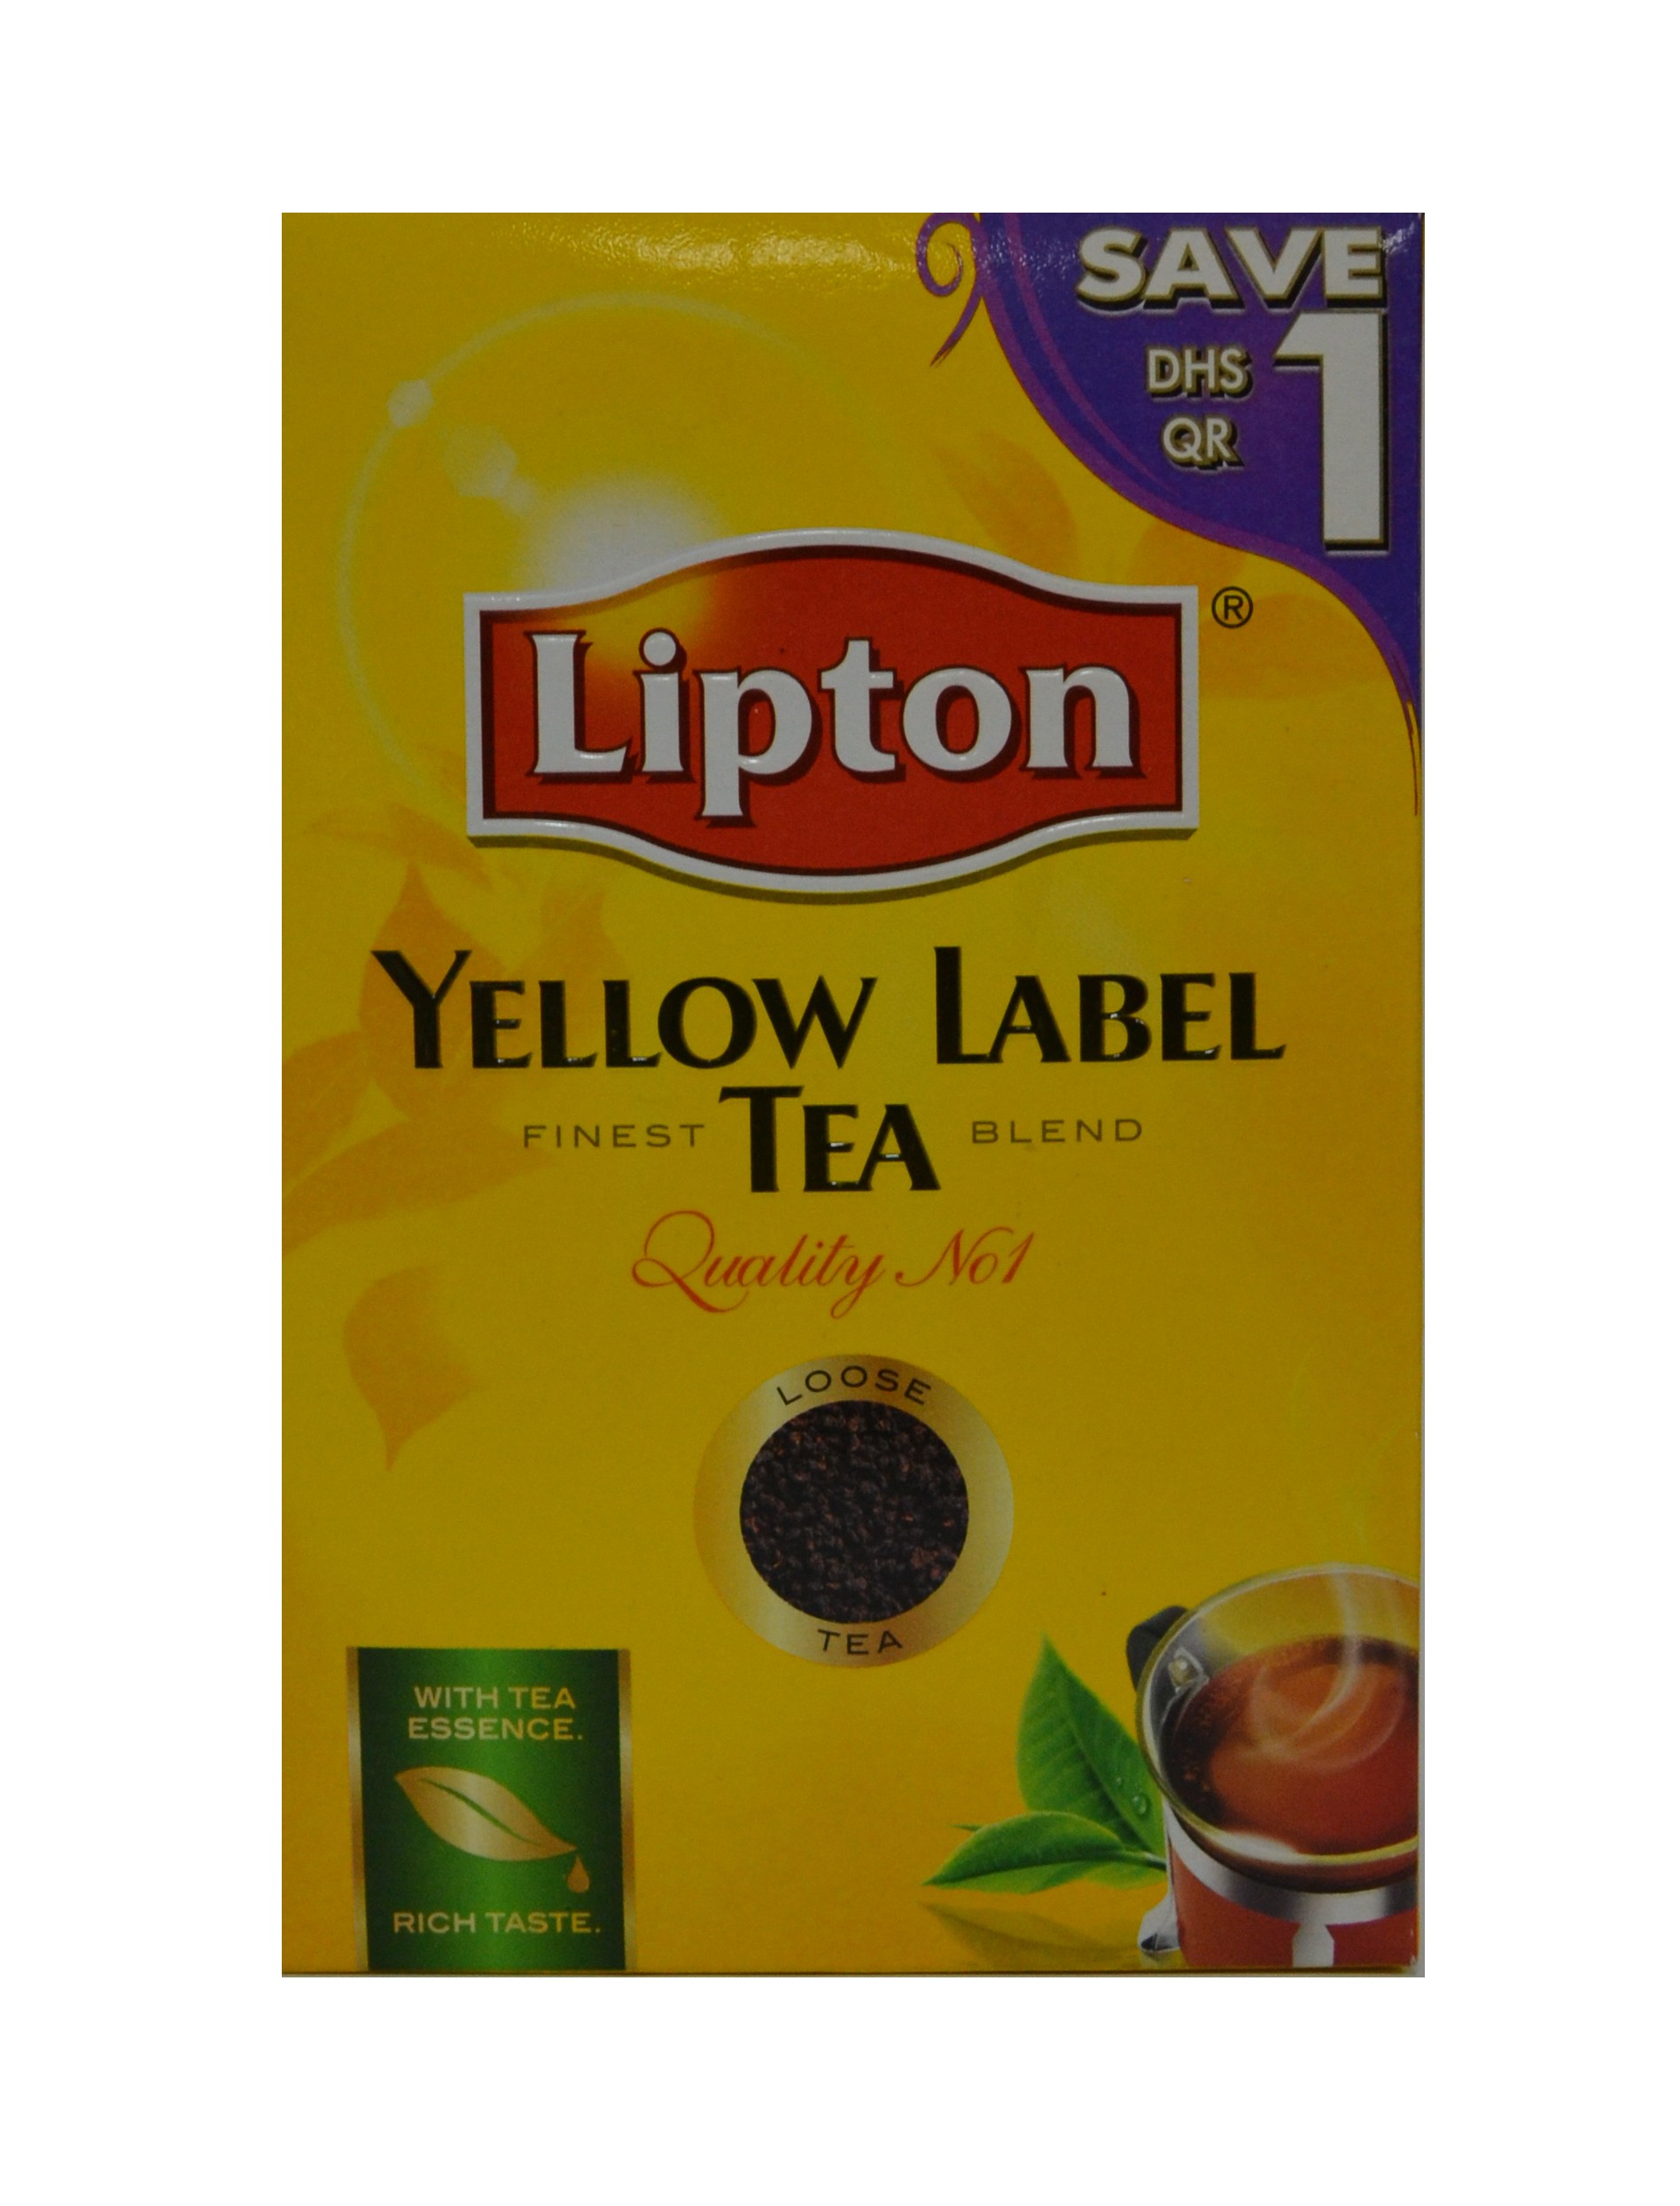 SAVE
DHS
QR
1
Lipton®
YELLOW LABEL
FINEST TEA BLEND
Quality No1
LOOSE
TEA
WITH TEA
ESSENCE.
RICH TASTE.